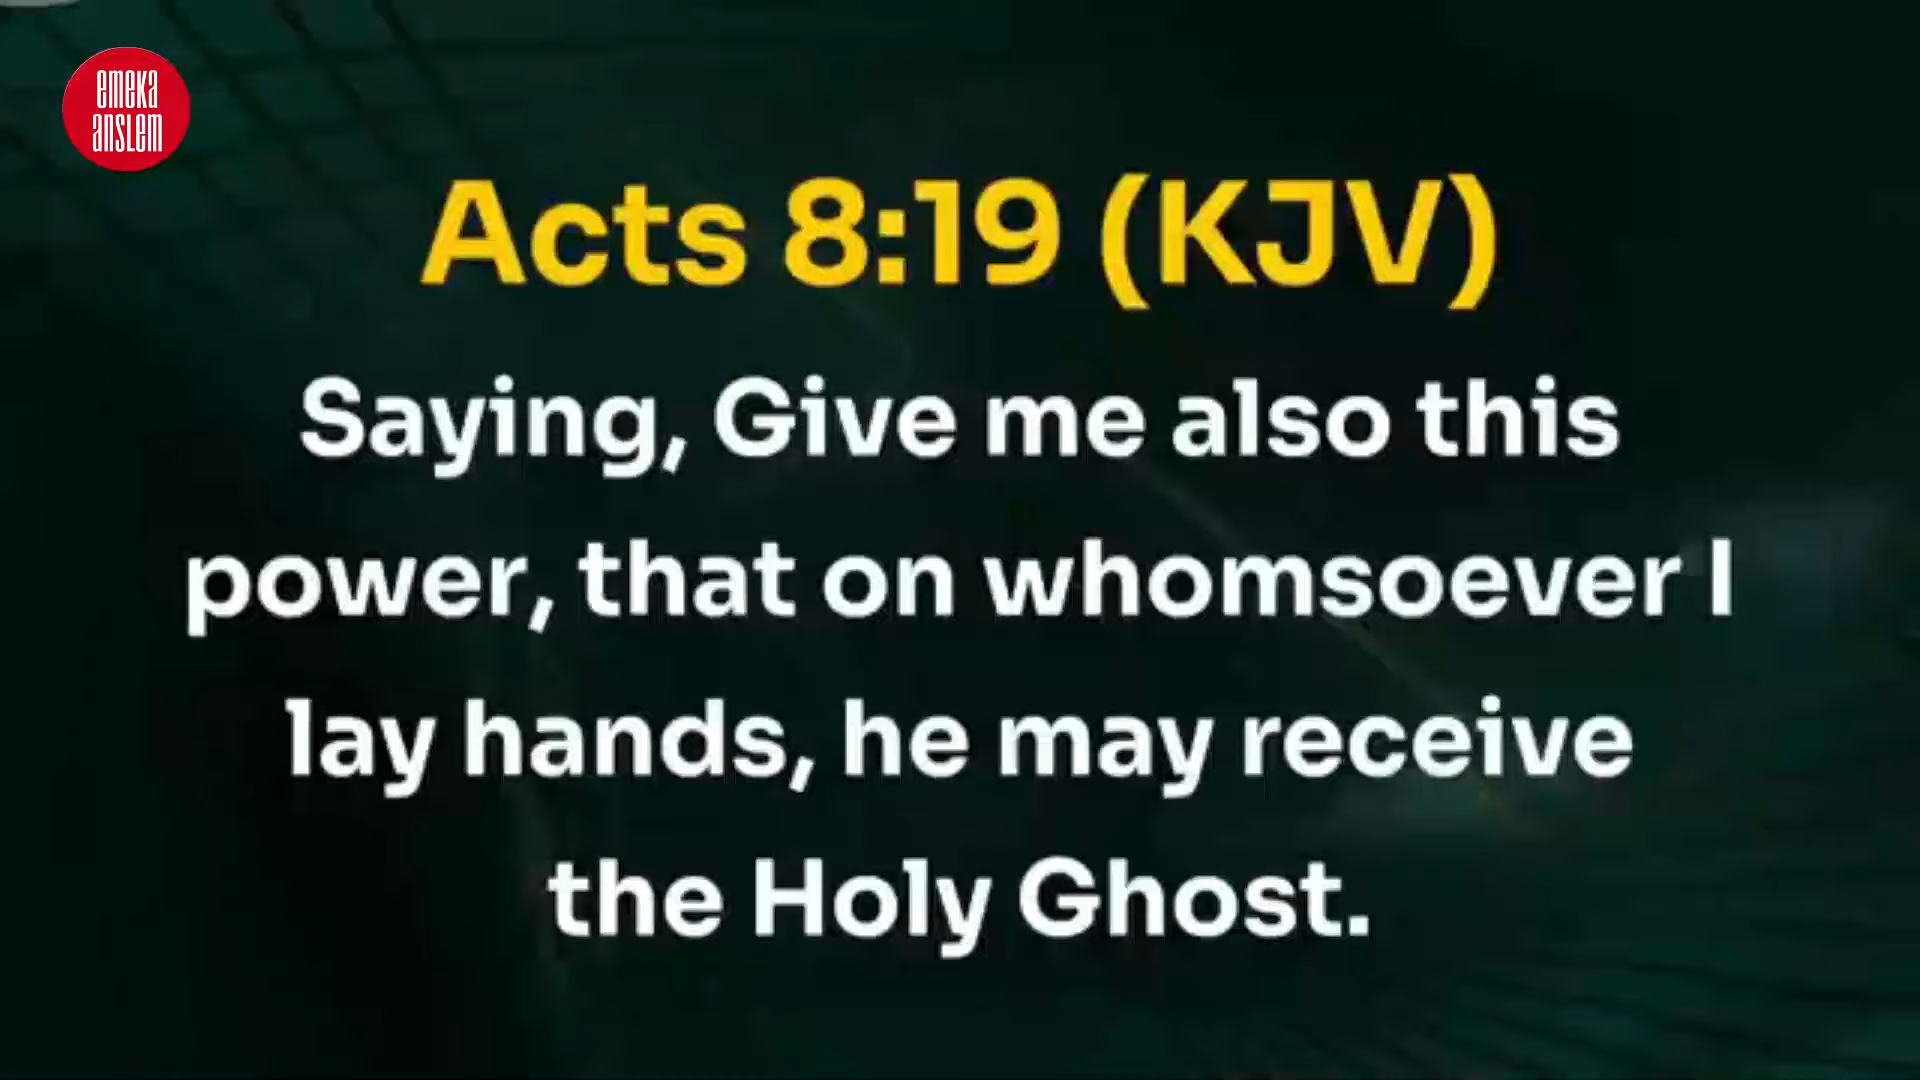 emeka
anslem
Acts 8:19 (KJV)
Saying, Give me also this
power, that on whomsoever I
lay hands, he may receive
the Holy Ghost.